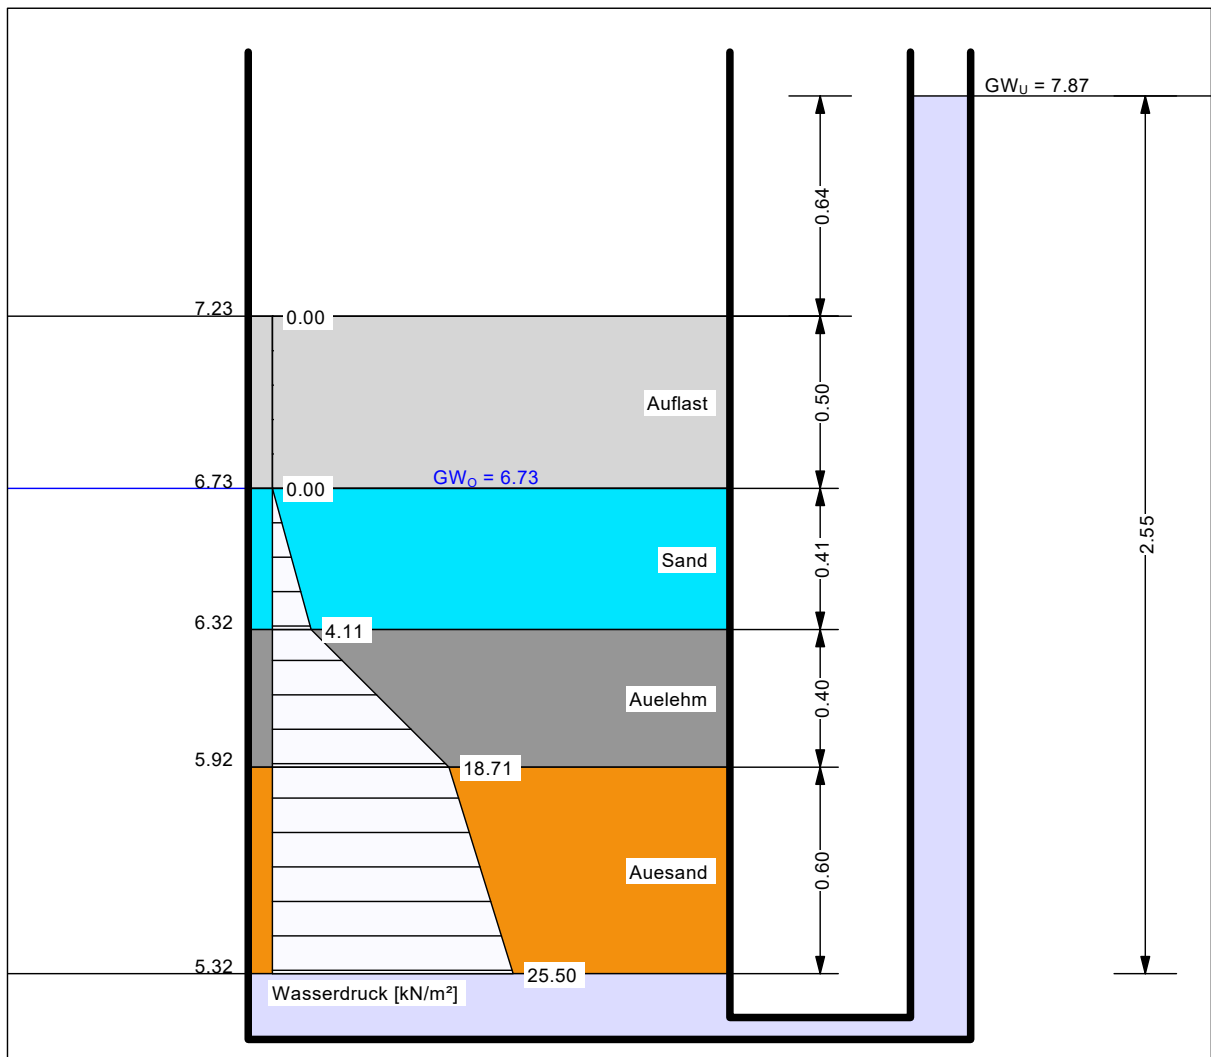 GWU = 7.87
0.64
7.23
0.00
Auflast
0.50
6.73
0.00
GWO = 6.73
Sand
0.41
2.55
6.32
4.11
Auelehm
0.40
5.92
18.71
Auesand
0.60
5.32
25.50
Wasserdruck [kN/m²]